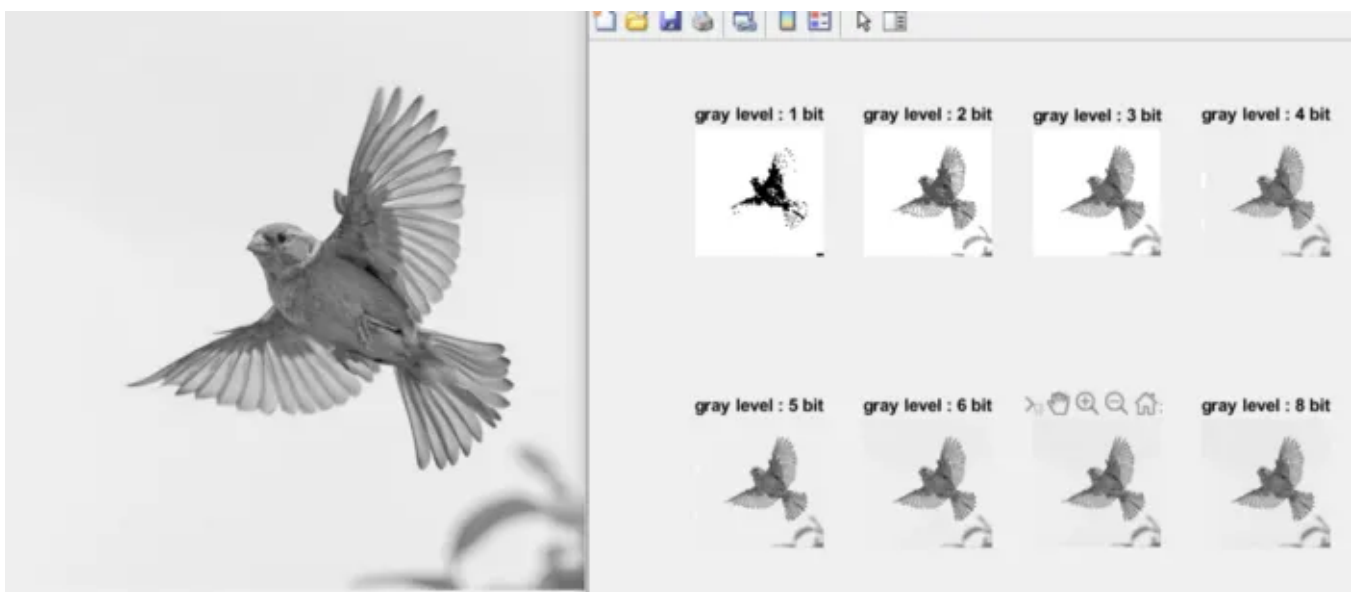 gray level : 1 bit
gray level : 2 bit
gray level : 3 bit
gray level : 4 bit
gray level : 5 bit
gray level : 6 bit
gray level : 8 bit